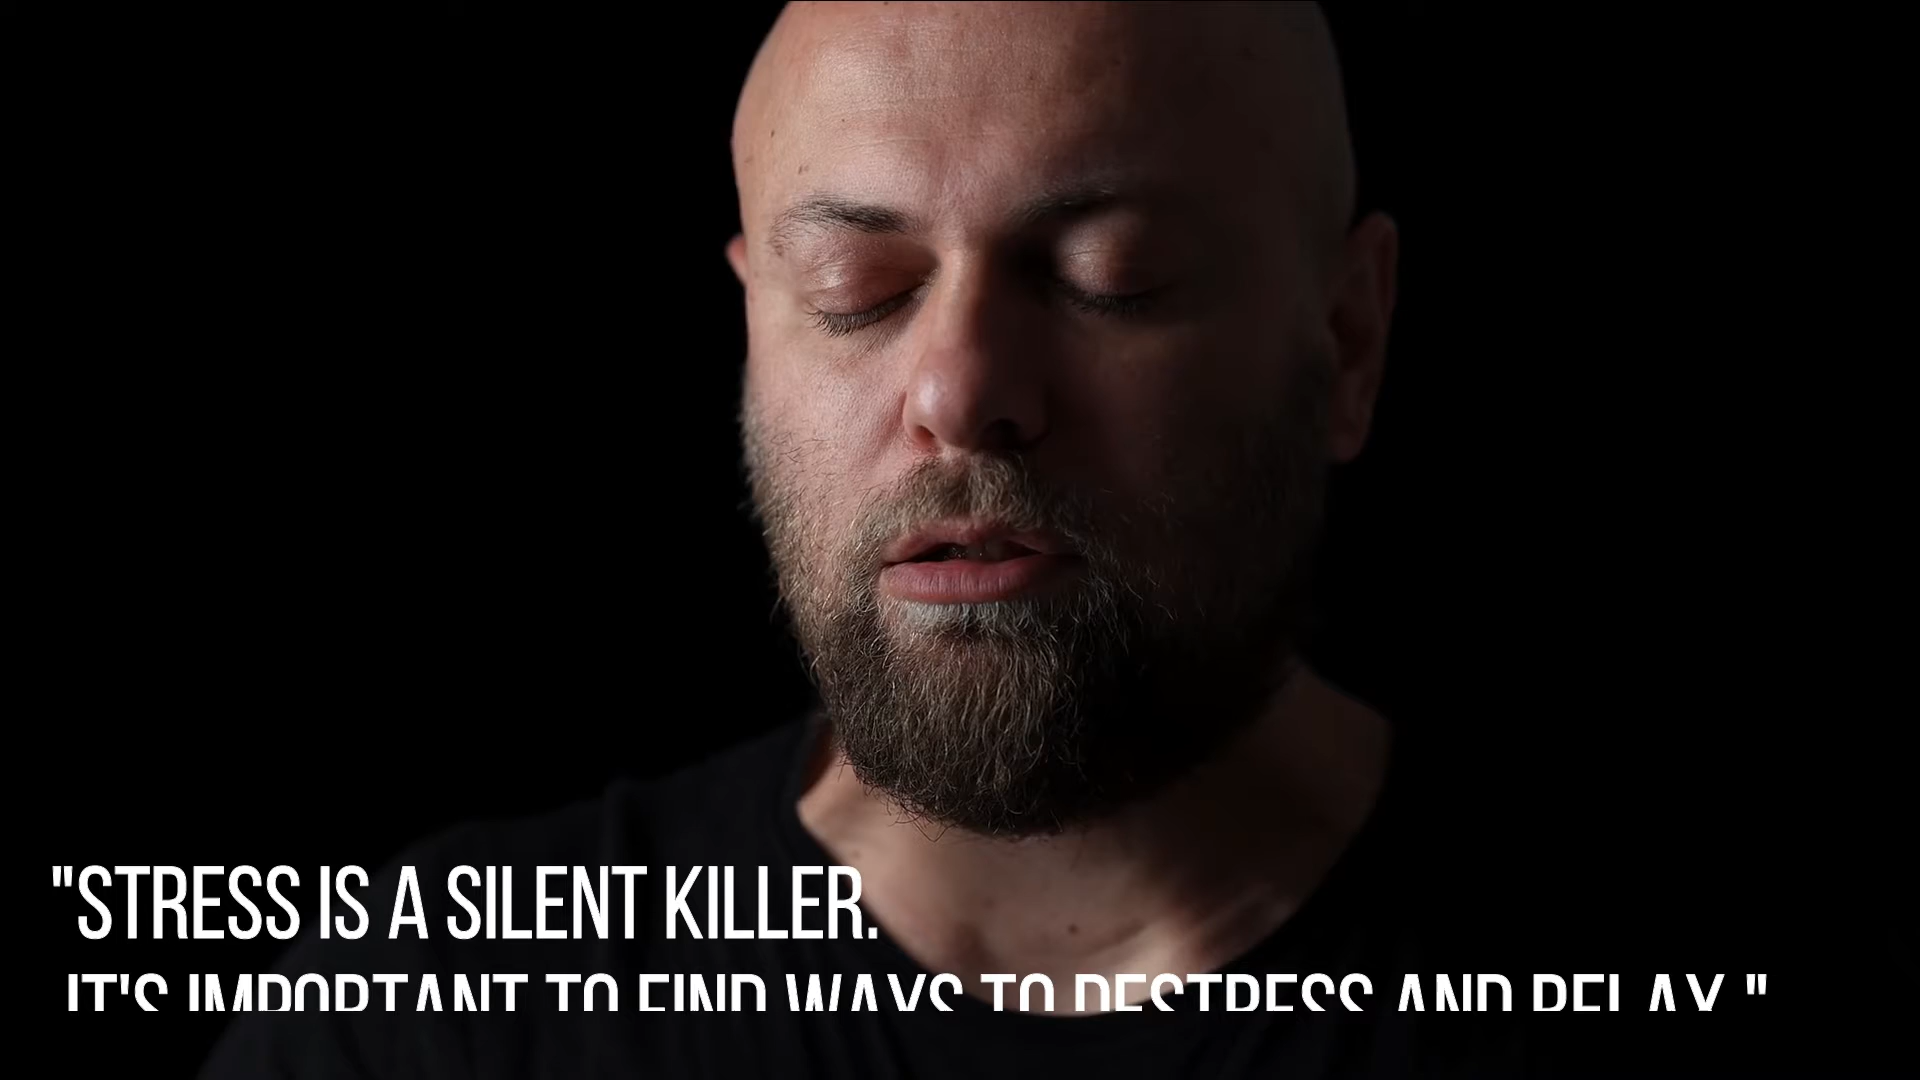 "STRESS IS A SILENT KILLER.
IT'S IMPORTANT TO FIND WAYS TO DESTRESS AND RELAX."